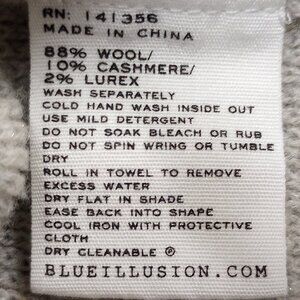 RN: 141356
MADE IN CHINA
88% WOOL/
10% CASHMERE/
2% LUREX
WASH SEPARATELY
COLD HAND WASH INSIDE OUT
USE MILD DETERGENT
DO NOT SOAK BLEACH OR RUB
DO NOT SPIN WRING OR TUMBLE
DRY
ROLL IN TOWEL TO REMOVE
EXCESS WATER
DRY FLAT IN SHADE
EASE BACK INTO SHAPE
COOL IRON WITH PROTECTIVE
CLOTH
DRY CLEANABLE ℗
BLUEILLUSION.COM